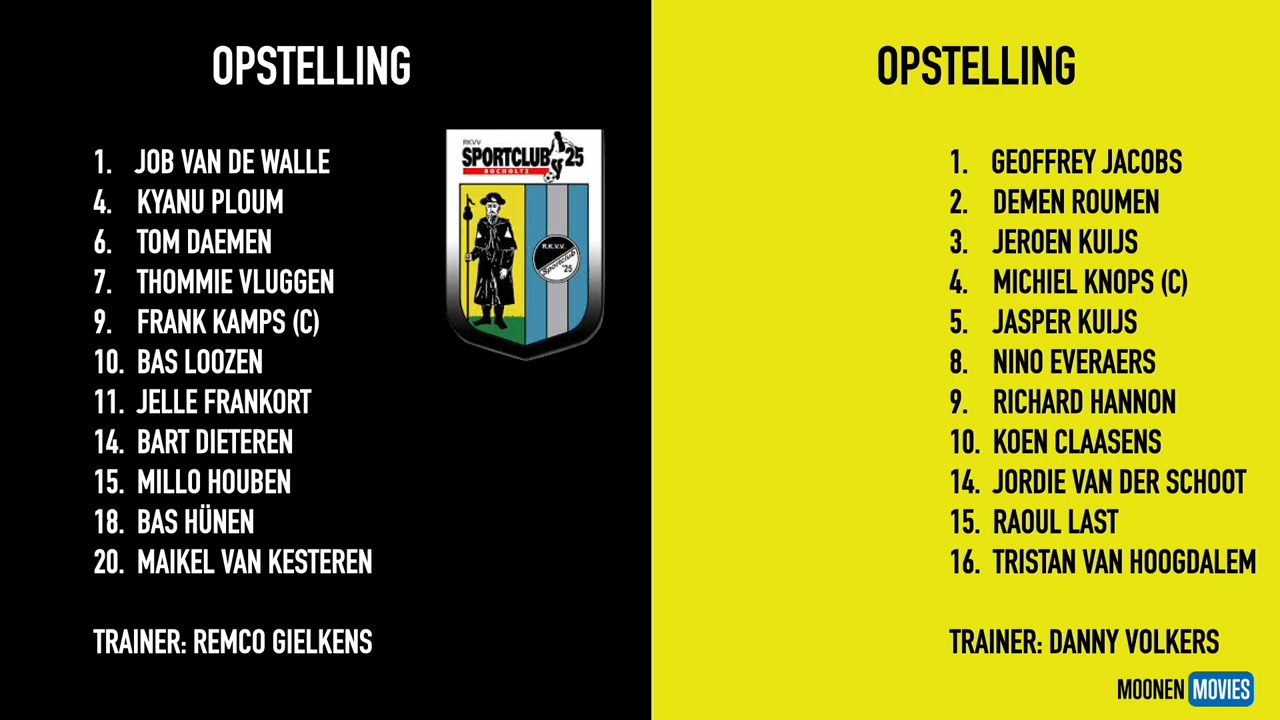 OPSTELLING
1. JOB VAN DE WALLE
4. KYANU PLOUM
6. TOM DAEMEN
7. THOMMIE VLUGGEN
9. FRANK KAMPS (C)
10. BAS LOOZEN
11. JELLE FRANKORT
14. BART DIETEREN
15. MILLO HOUBEN
18. BAS HÜNEN
20. MAIKEL VAN KESTEREN
TRAINER: REMCO GIELKENS
RKVV
SPORTCLUB 25
BOCHOLTZ
R.K.V.V.
Sportclub
'25
OPSTELLING
1. GEOFFREY JACOBS
2. DEMEN ROUMEN
3. JEROEN KUIJS
4. MICHIEL KNOPS (C)
5. JASPER KUIJS
8. NINO EVERAERS
9. RICHARD HANNON
10. KOEN CLAASENS
14. JORDIE VAN DER SCHOOT
15. RAOUL LAST
16. TRISTAN VAN HOOGDALEM
TRAINER: DANNY VOLKERS
MOONEN MOVIES